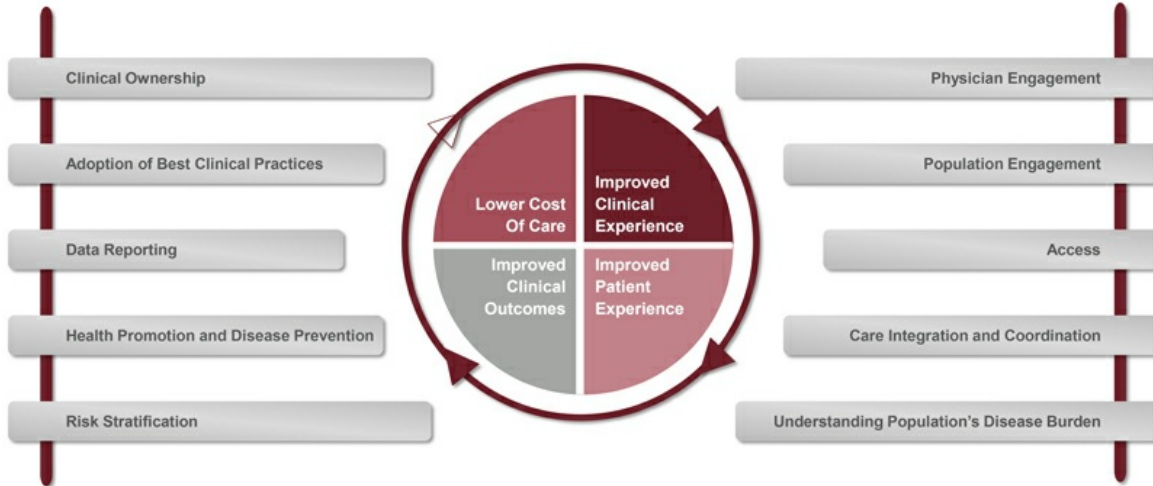 Clinical Ownership
Adoption of Best Clinical Practices
Data Reporting
Health Promotion and Disease Prevention
Risk Stratification
Lower Cost
Of Care
Improved
Clinical
Experience
Improved
Clinical
Outcomes
Improved
Patient
Experience
Physician Engagement
Population Engagement
Access
Care Integration and Coordination
Understanding Population's Disease Burden